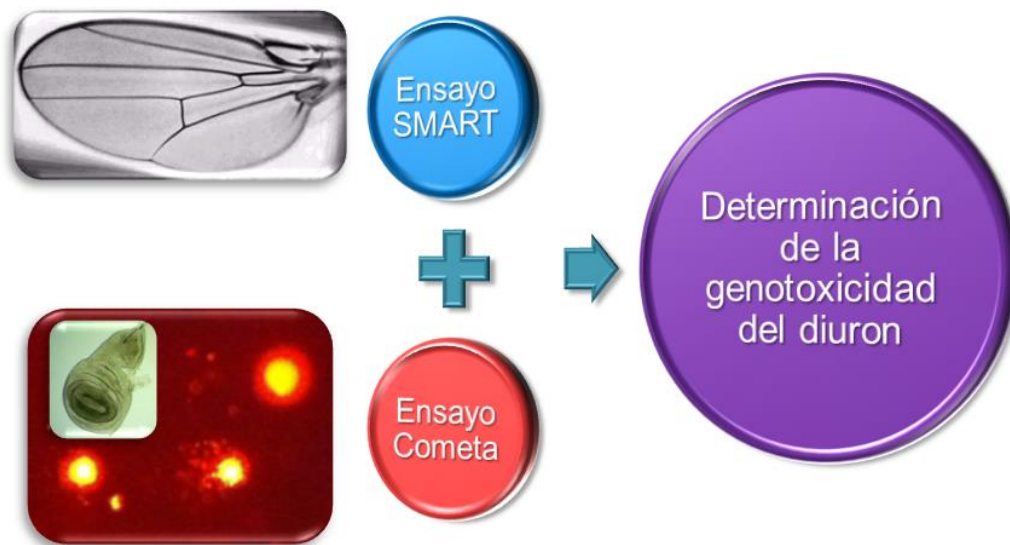 Ensayo
SMART
Determinación
de la
genotoxicidad
del diuron
Ensayo
Cometa